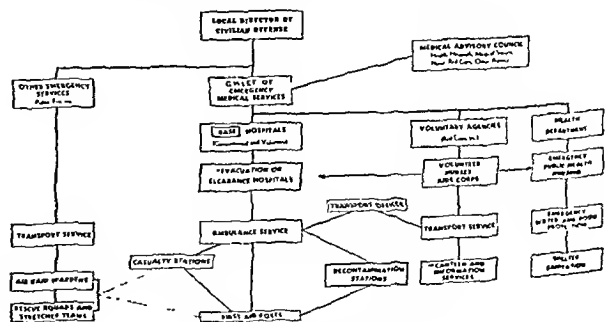 LOCAL DIRECTOR OF
CIVILIAN DEFENSE
MEDICAL ADVISORY COUNCIL
OTHER EMERGENCY
SERVICES
CHIEF OF
EMERGENCY
MEDICAL SERVICES
BASE HOSPITALS
VOLUNTARY AGENCIES
HEALTH
DEPARTMENT
EVACUATION OR
CLEARANCE HOSPITALS
VOLUNTEER
NURSES
AIDE CORPS
EMERGENCY
PUBLIC HEALTH
NURSING
TRANSPORT OFFICER
TRANSPORT SERVICE
AMBULANCE SERVICE
TRANSPORT SERVICE
EMERGENCY
WATER AND FOOD
CASUALTY STATIONS
AIR RAID WARDENS
DECONTAMINATION
STATIONS
CANTEEN AND
INFORMATION
SERVICES
SANITATION
RESCUE SQUADS AND
STRETCHER TEAMS
FIRST AID POSTS